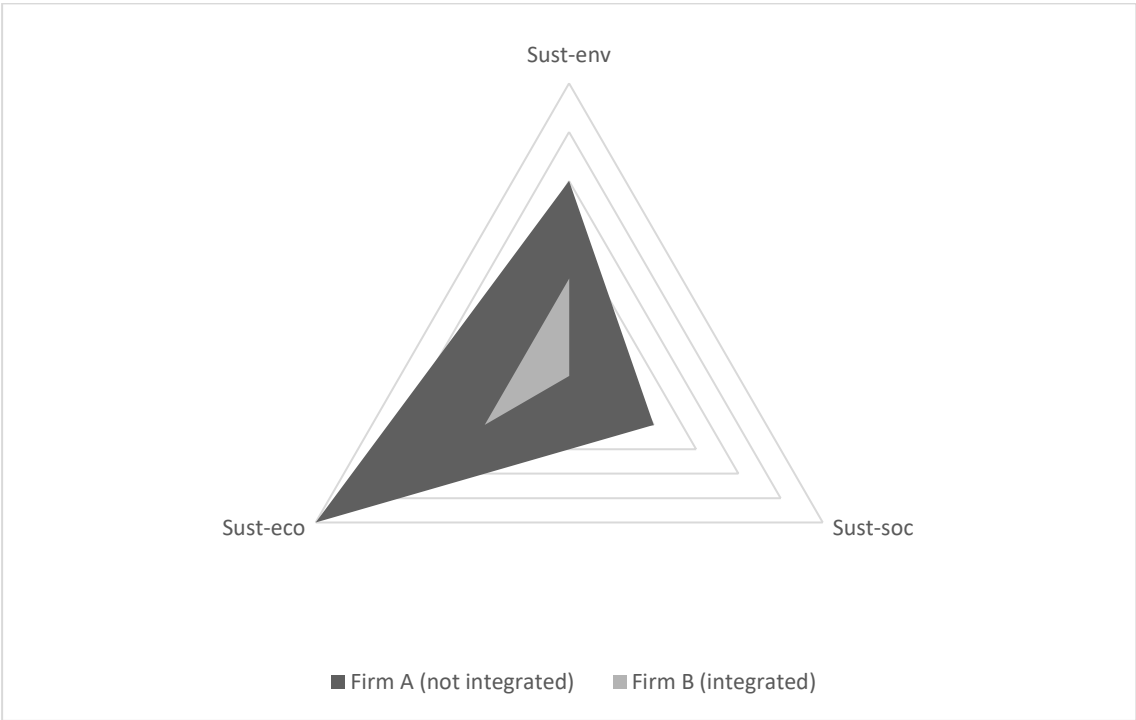 Sust-env
Sust-eco
Sust-soc
Firm A (not integrated)
Firm B (integrated)